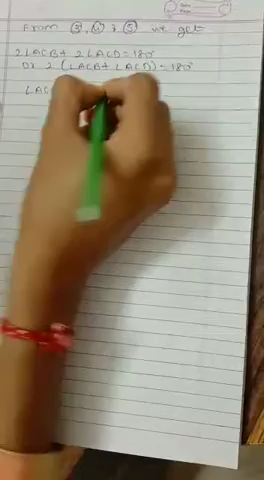 From ③, ④ & ⑤ we get
2 ∠ACB + 2 ∠ACD = 180°
Or 2 (∠ACB + ∠ACD) = 180°
∠AC